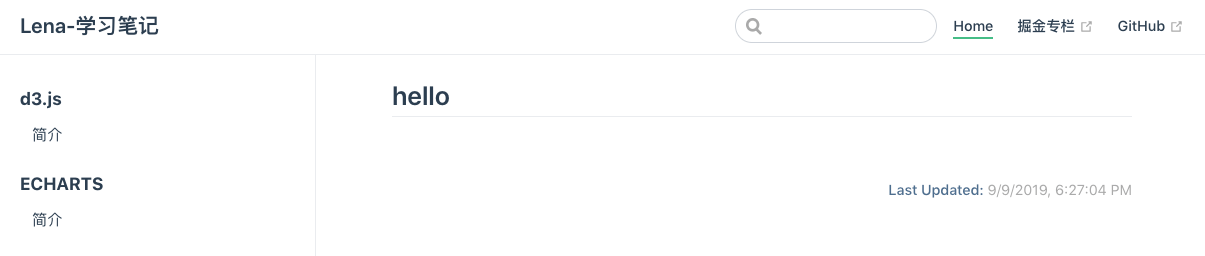 Lena-学习笔记
Home 掘金专栏 GitHub
d3.js
简介
ECHARTS
简介
hello
Last Updated: 9/9/2019, 6:27:04 PM